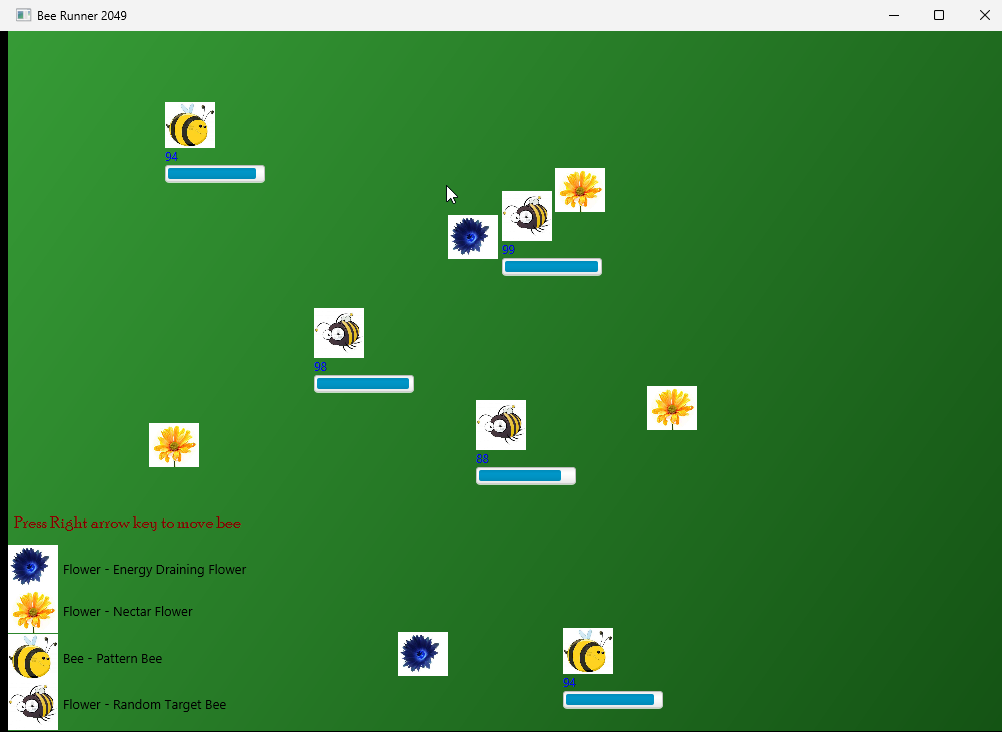 Bee Runner 2049
94
99
98
88
Press Right arrow key to move bee
Flower - Energy Draining Flower
Flower - Nectar Flower
Bee - Pattern Bee
94
Flower - Random Target Bee